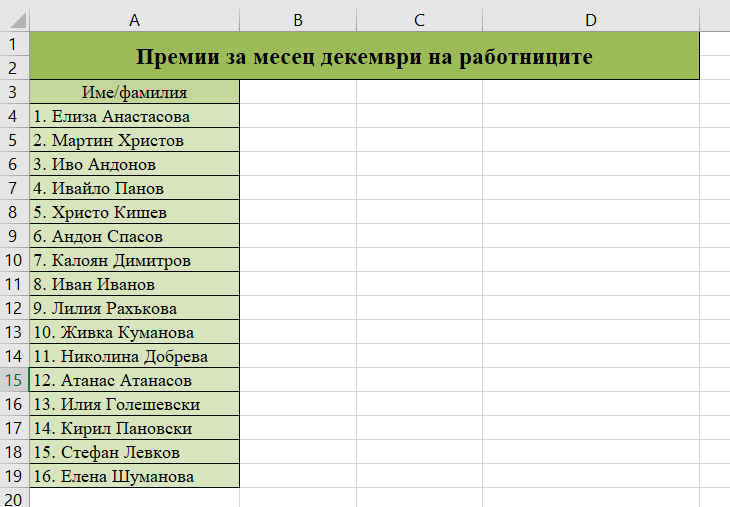 A B C D
1
2 Премии за месец декември на работниците
3 Име/фамилия
4 1. Елиза Анастасова
5 2. Мартин Христов
6 3. Иво Андонов
7 4. Ивайло Панов
8 5. Христо Кишев
9 6. Андон Спасов
10 7. Калоян Димитров
11 8. Иван Иванов
12 9. Лилия Рахъкова
13 10. Живка Куманова
14 11. Николина Добрева
15 12. Атанас Атанасов
16 13. Илия Голешевски
17 14. Кирил Пановски
18 15. Стефан Левков
19 16. Елена Шуманова
20